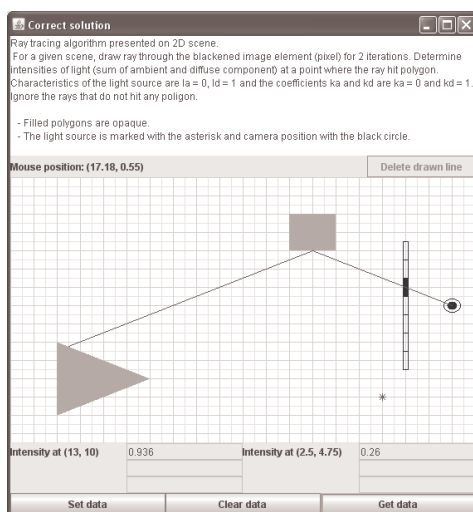 Correct solution
Ray tracing algorithm presented on 2D scene.
For a given scene, draw ray through the blackened image element (pixel) for 2 iterations. Determine
intensities of light (sum of ambient and diffuse component) at a point where the ray hit polygon.
Characteristics of the light source are Ia = 0, Id = 1 and the coefficients ka and kd are ka = 0 and kd = 1.
Ignore the rays that do not hit any poligon.
- Filled polygons are opaque.
- The light source is marked with the asterisk and camera position with the black circle.
Mouse position: (17.18, 0.55) Delete drawn line
Intensity at (13, 10) 0.936 Intensity at (2.5, 4.75) 0.26
Set data Clear data Get data